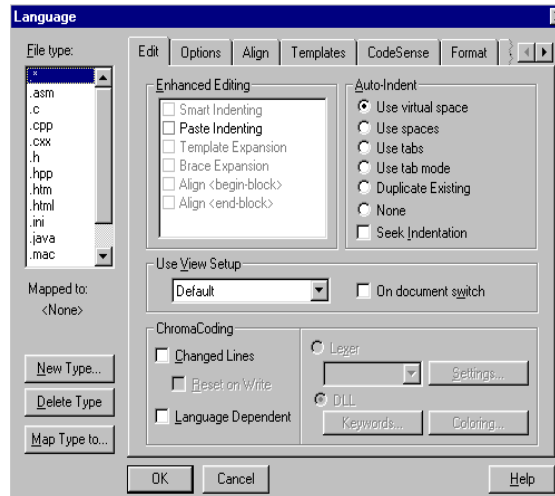 Language
File type:
.*
.asm
.c
.cpp
.cxx
.h
.hpp
.htm
.html
.ini
.java
.mac
Mapped to:
<None>
New Type...
Delete Type
Map Type to...
Edit Options Align Templates CodeSense Format
Enhanced Editing
Smart Indenting
Paste Indenting
Template Expansion
Brace Expansion
Align <begin-block>
Align <end-block>
Auto-Indent
Use virtual space
Use spaces
Use tabs
Use tab mode
Duplicate Existing
None
Seek Indentation
Use View Setup
Default
On document switch
ChromaCoding
Changed Lines
Reset on Write
Language Dependent
Lexer
Settings...
DLL
Keywords... Coloring...
OK Cancel Help